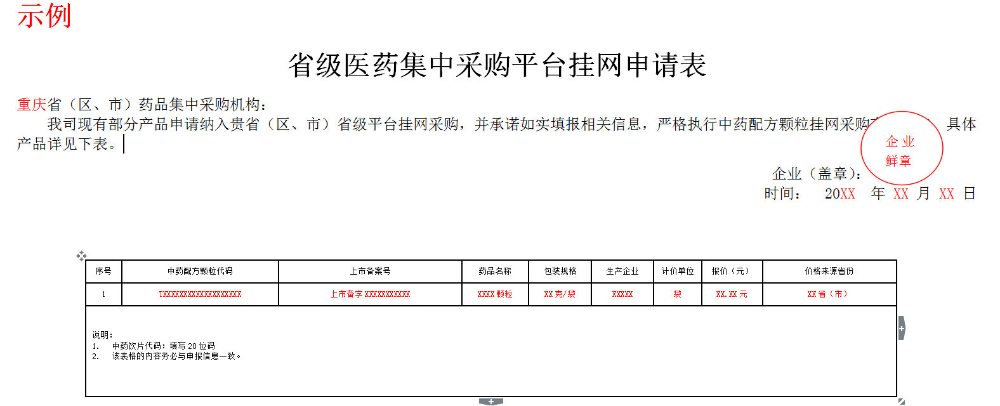 示例
省级医药集中采购平台挂网申请表
重庆省（区、市）药品集中采购机构：
我司现有部分产品申请纳入贵省（区、市）省级平台挂网采购，并承诺如实填报相关信息，严格执行中药配方颗粒挂网采购 具体
产品详见下表。
企 业
鲜章
企业（盖章）：
时间： 20XX 年 XX 月 XX 日
序号 中药配方颗粒代码 上市备案号 药品名称 包装规格 生产企业 计价单位 报价（元） 价格来源省份
1 TXXXXXXXXXXXXXXXXXXX 上市备字 XXXXXXXXXXX XXXX 颗粒 XX 克/袋 XXXXX 袋 XX.XX 元 XX 省（市）
说明：
1. 中药饮片代码：填写 20 位码
2. 该表格的内容务必与申报信息一致。